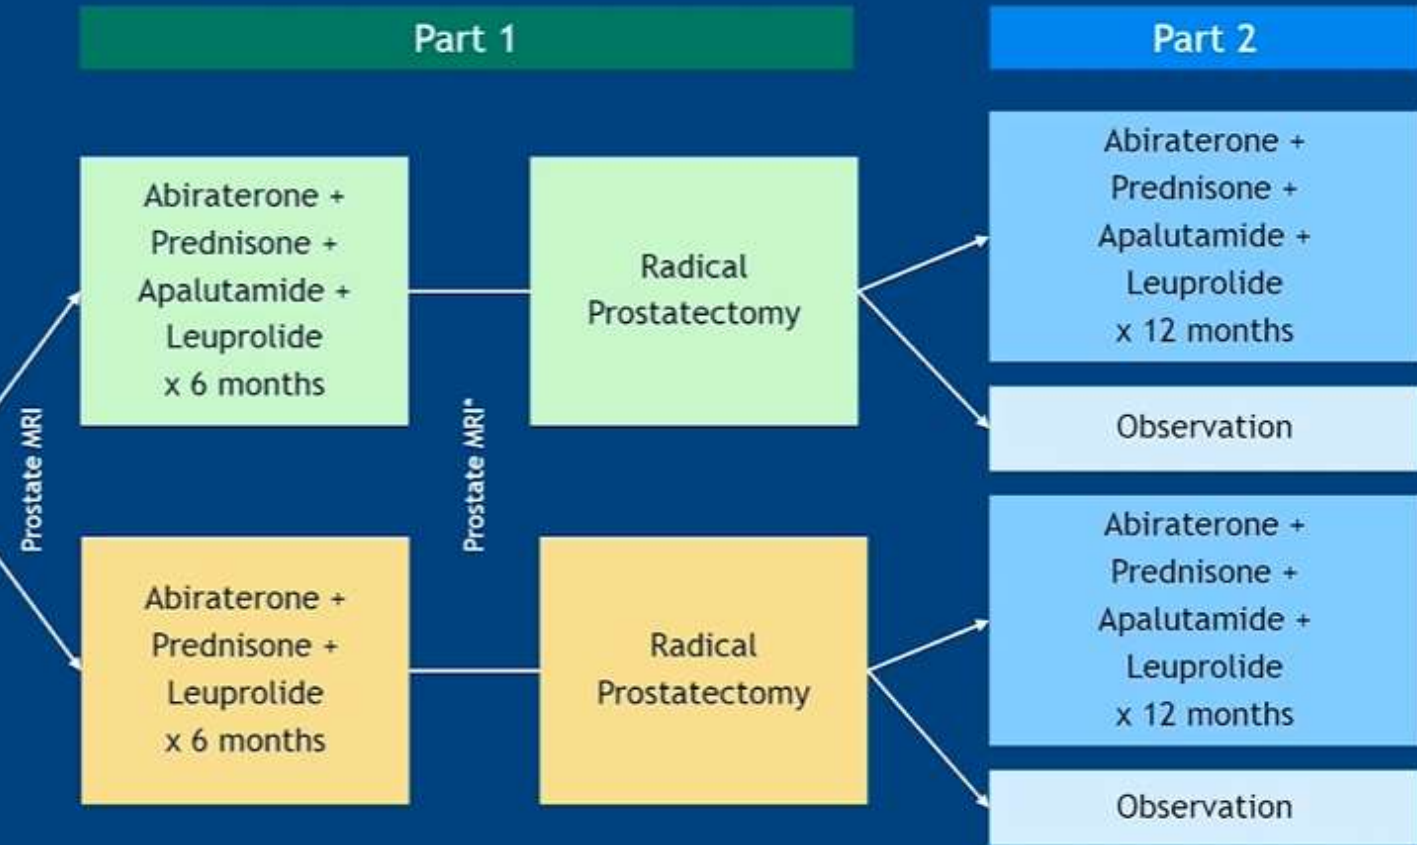 Part 1
Part 2
Prostate MRI
Abiraterone +
Prednisone +
Apalutamide +
Leuprolide
x 6 months
Prostate MRI*
Radical
Prostatectomy
Abiraterone +
Prednisone +
Apalutamide +
Leuprolide
x 12 months
Observation
Abiraterone +
Prednisone +
Leuprolide
x 6 months
Radical
Prostatectomy
Abiraterone +
Prednisone +
Apalutamide +
Leuprolide
x 12 months
Observation